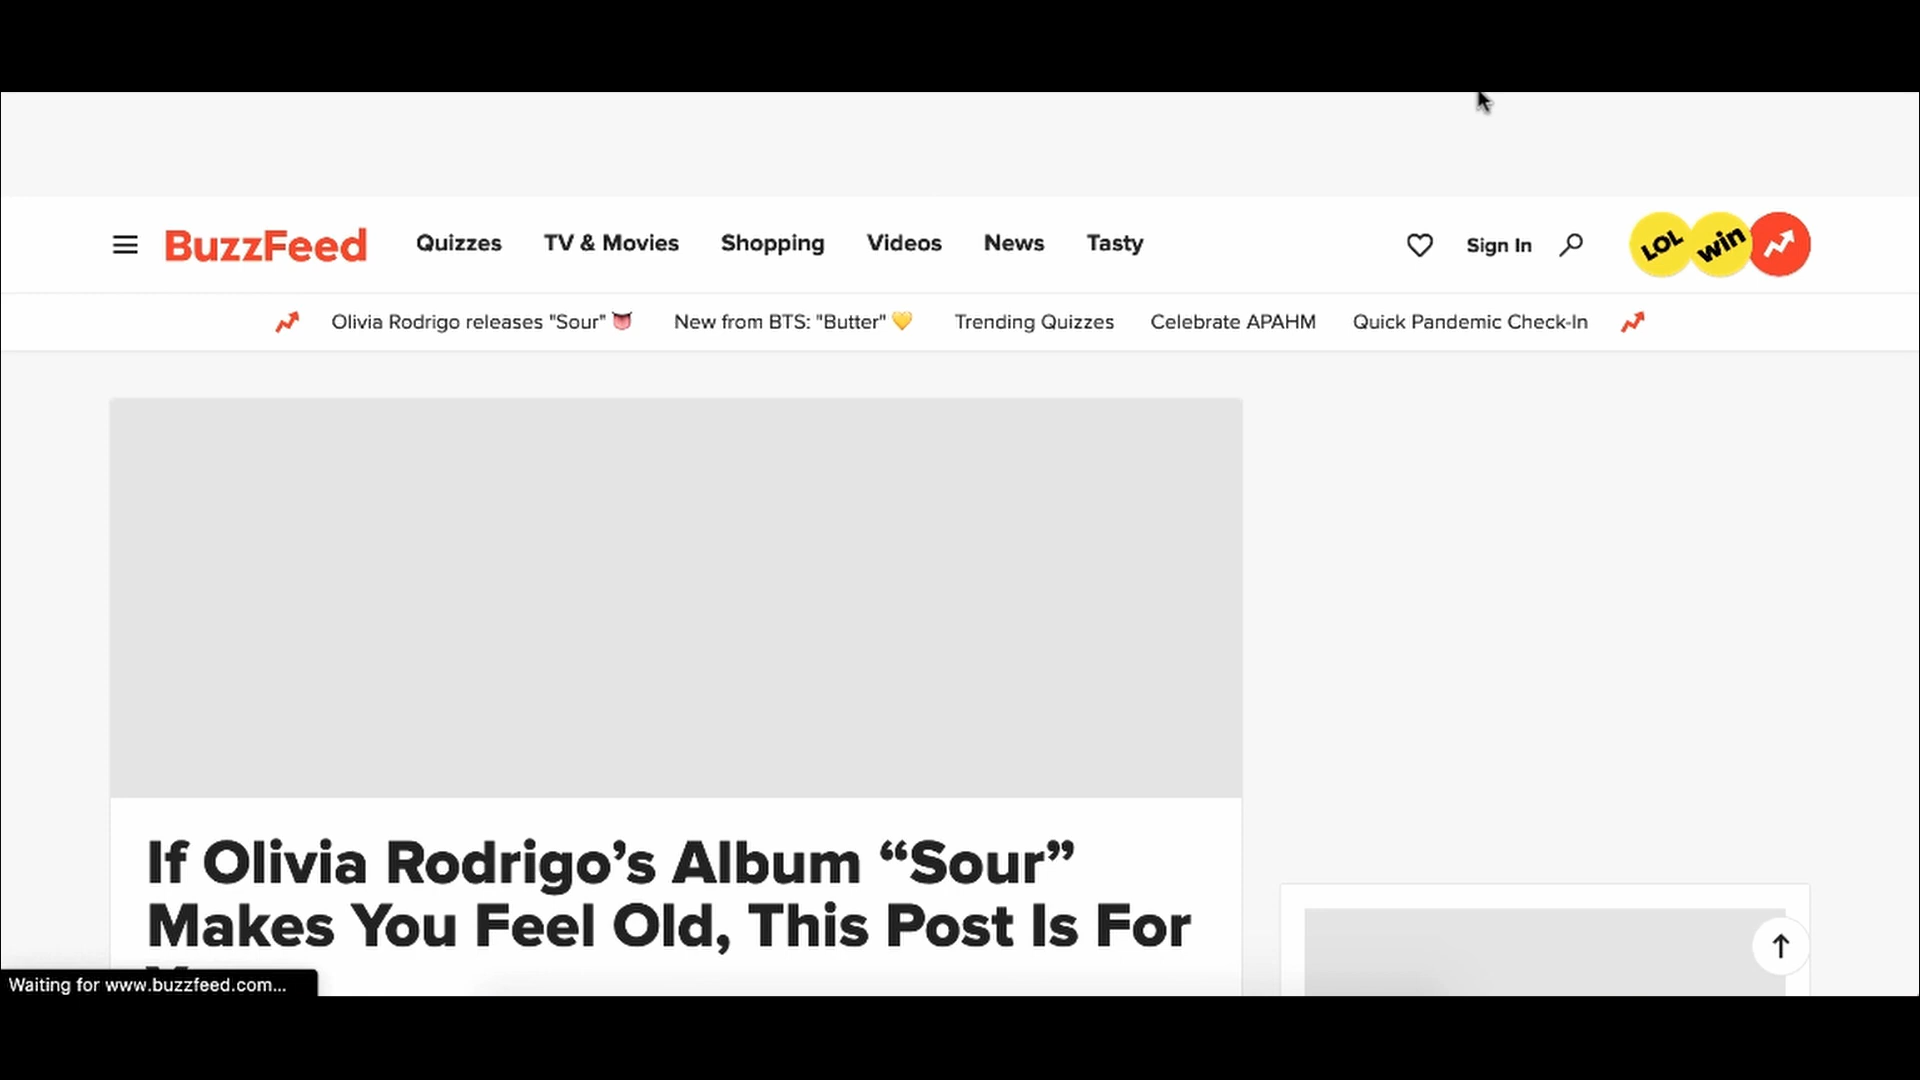 BuzzFeed Quizzes TV & Movies Shopping Videos News Tasty Sign In LOL win
Olivia Rodrigo releases "Sour" 👅 New from BTS: "Butter" 💛 Trending Quizzes Celebrate APAHM Quick Pandemic Check-In
If Olivia Rodrigo’s Album “Sour”
Makes You Feel Old, This Post Is For
Waiting for www.buzzfeed.com...